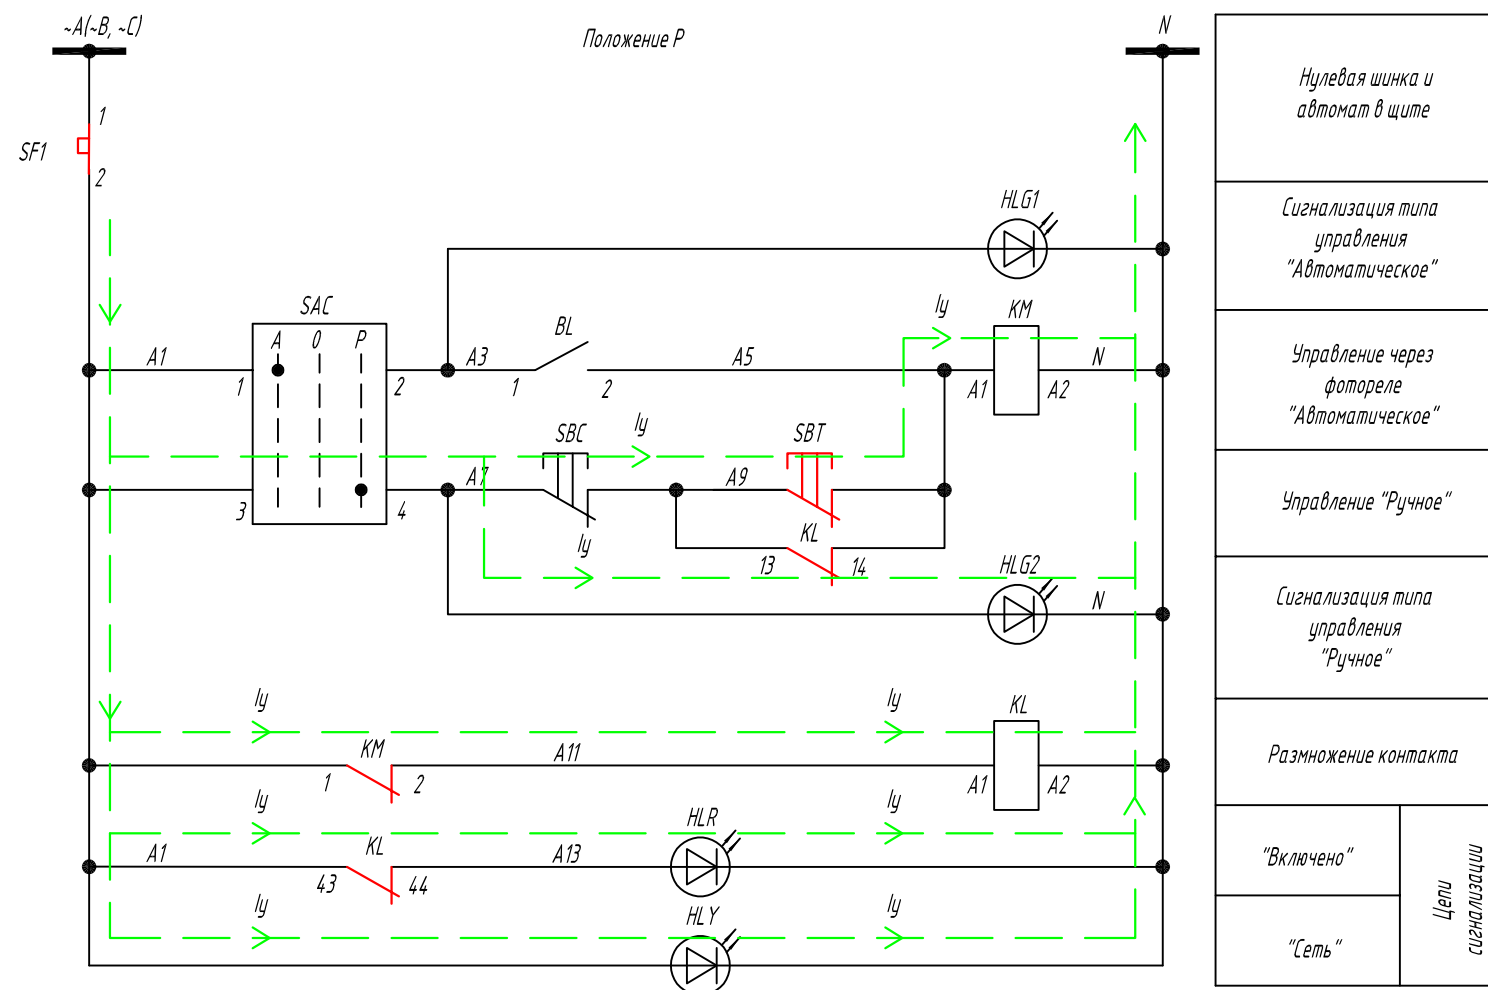 ~A(~B, ~C)
Положение Р
N
1
SF1
2
HLG1
SAC
A 0 P
BL
Iу
KM
A1
1
2
A3
1
2
A5
A1
A2
N
SBC
Iу
SBT
A7
A9
3
4
Iу
KL
13
14
HLG2
N
Iу
Iу
KL
KM
1
2
A11
A1
A2
Iу
HLR
Iу
A1
KL
43
44
A13
Iу
HLY
Iу
Нулевая шинка и
автомат в щите
Сигнализация типа
управления
"Автоматическое"
Управление через
фотореле
"Автоматическое"
Управление "Ручное"
Сигнализация типа
управления
"Ручное"
Размножение контакта
"Включено"
"Сеть"
Цепи
сигнализации